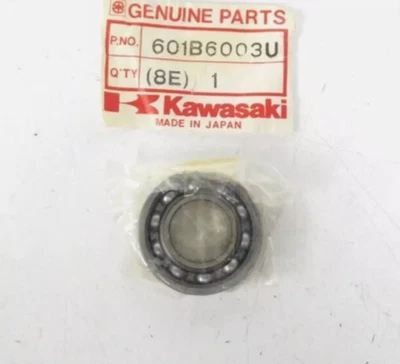 GENUINE PARTS
P.NO. 601B6003U
Q'TY (8E) 1
Kawasaki
MADE IN JAPAN